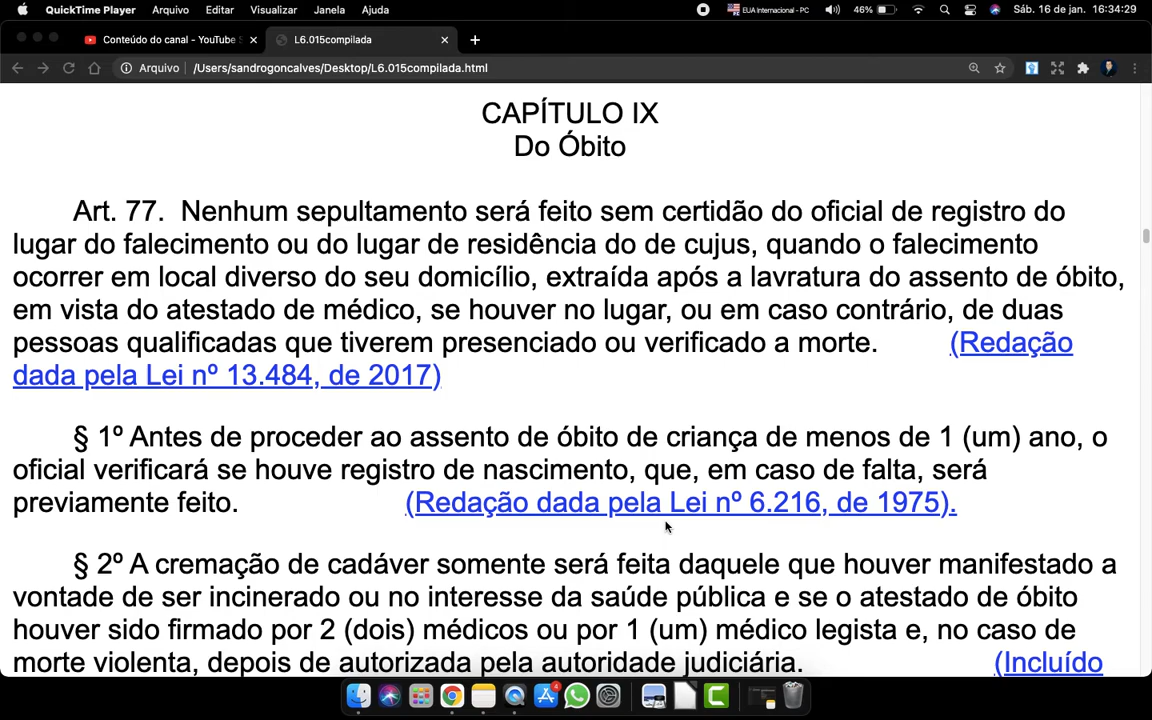 QuickTime Player Arquivo Editar Visualizar Janela Ajuda EUA Internacional - PC 46% Sáb. 16 de jan. 16:34:29
Conteúdo do canal - YouTube S L6.015compilada
Arquivo /Users/sandrogoncalves/Desktop/L6.015compilada.html
CAPÍTULO IX
Do Óbito
Art. 77. Nenhum sepultamento será feito sem certidão do oficial de registro do
lugar do falecimento ou do lugar de residência do de cujus, quando o falecimento
ocorrer em local diverso do seu domicílio, extraída após a lavratura do assento de óbito,
em vista do atestado de médico, se houver no lugar, ou em caso contrário, de duas
pessoas qualificadas que tiverem presenciado ou verificado a morte. (Redação
dada pela Lei nº 13.484, de 2017)
§ 1º Antes de proceder ao assento de óbito de criança de menos de 1 (um) ano, o
oficial verificará se houve registro de nascimento, que, em caso de falta, será
previamente feito. (Redação dada pela Lei nº 6.216, de 1975).
§ 2º A cremação de cadáver somente será feita daquele que houver manifestado a
vontade de ser incinerado ou no interesse da saúde pública e se o atestado de óbito
houver sido firmado por 2 (dois) médicos ou por 1 (um) médico legista e, no caso de
morte violenta, depois de autorizada pela autoridade judiciária. (Incluído